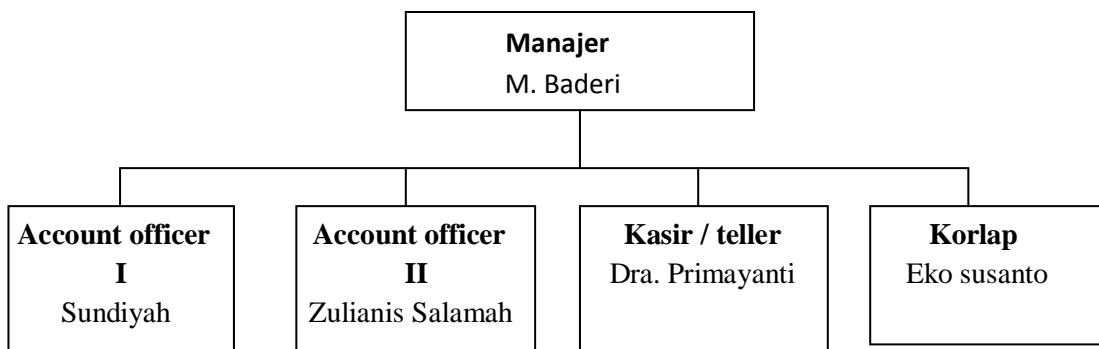 Manajer
M. Baderi
Account officer
I
Sundiyah
Account officer
II
Zulianis Salamah
Kasir / teller
Dra. Primayanti
Korlap
Eko susanto